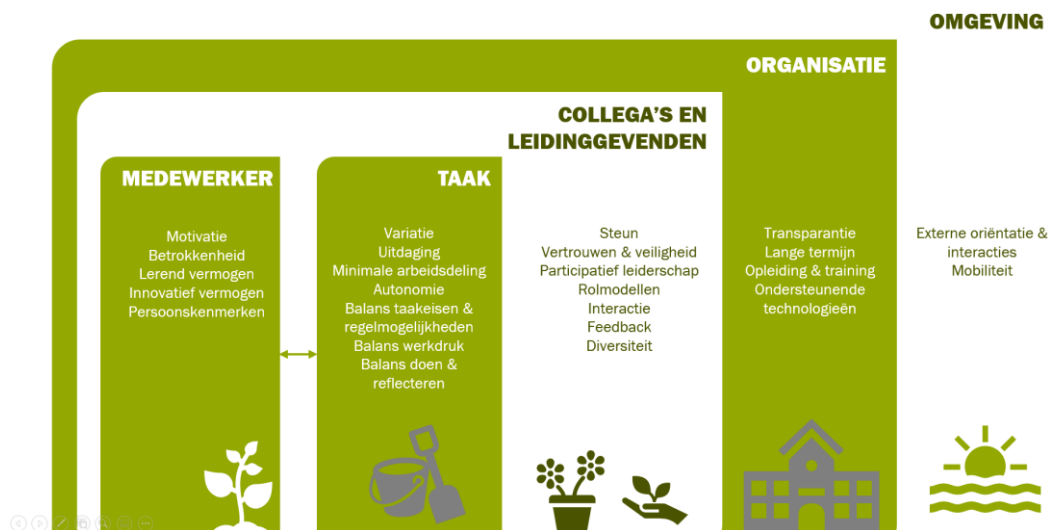 OMGEVING
ORGANISATIE
COLLEGA'S EN
LEIDINGGEVENDEN
MEDEWERKER
Motivatie
Betrokkenheid
Lerend vermogen
Innovatief vermogen
Persoonskenmerken
TAAK
Variatie
Uitdaging
Minimale arbeidsdeling
Autonomie
Balans taakeisen &
regelmogelijkheden
Balans werkdruk
Balans doen &
reflecteren
Steun
Vertrouwen & veiligheid
Participatief leiderschap
Rolmodellen
Interactie
Feedback
Diversiteit
Transparantie
Lange termijn
Opleiding & training
Ondersteunende
technologieën
Externe oriëntatie &
interacties
Mobiliteit